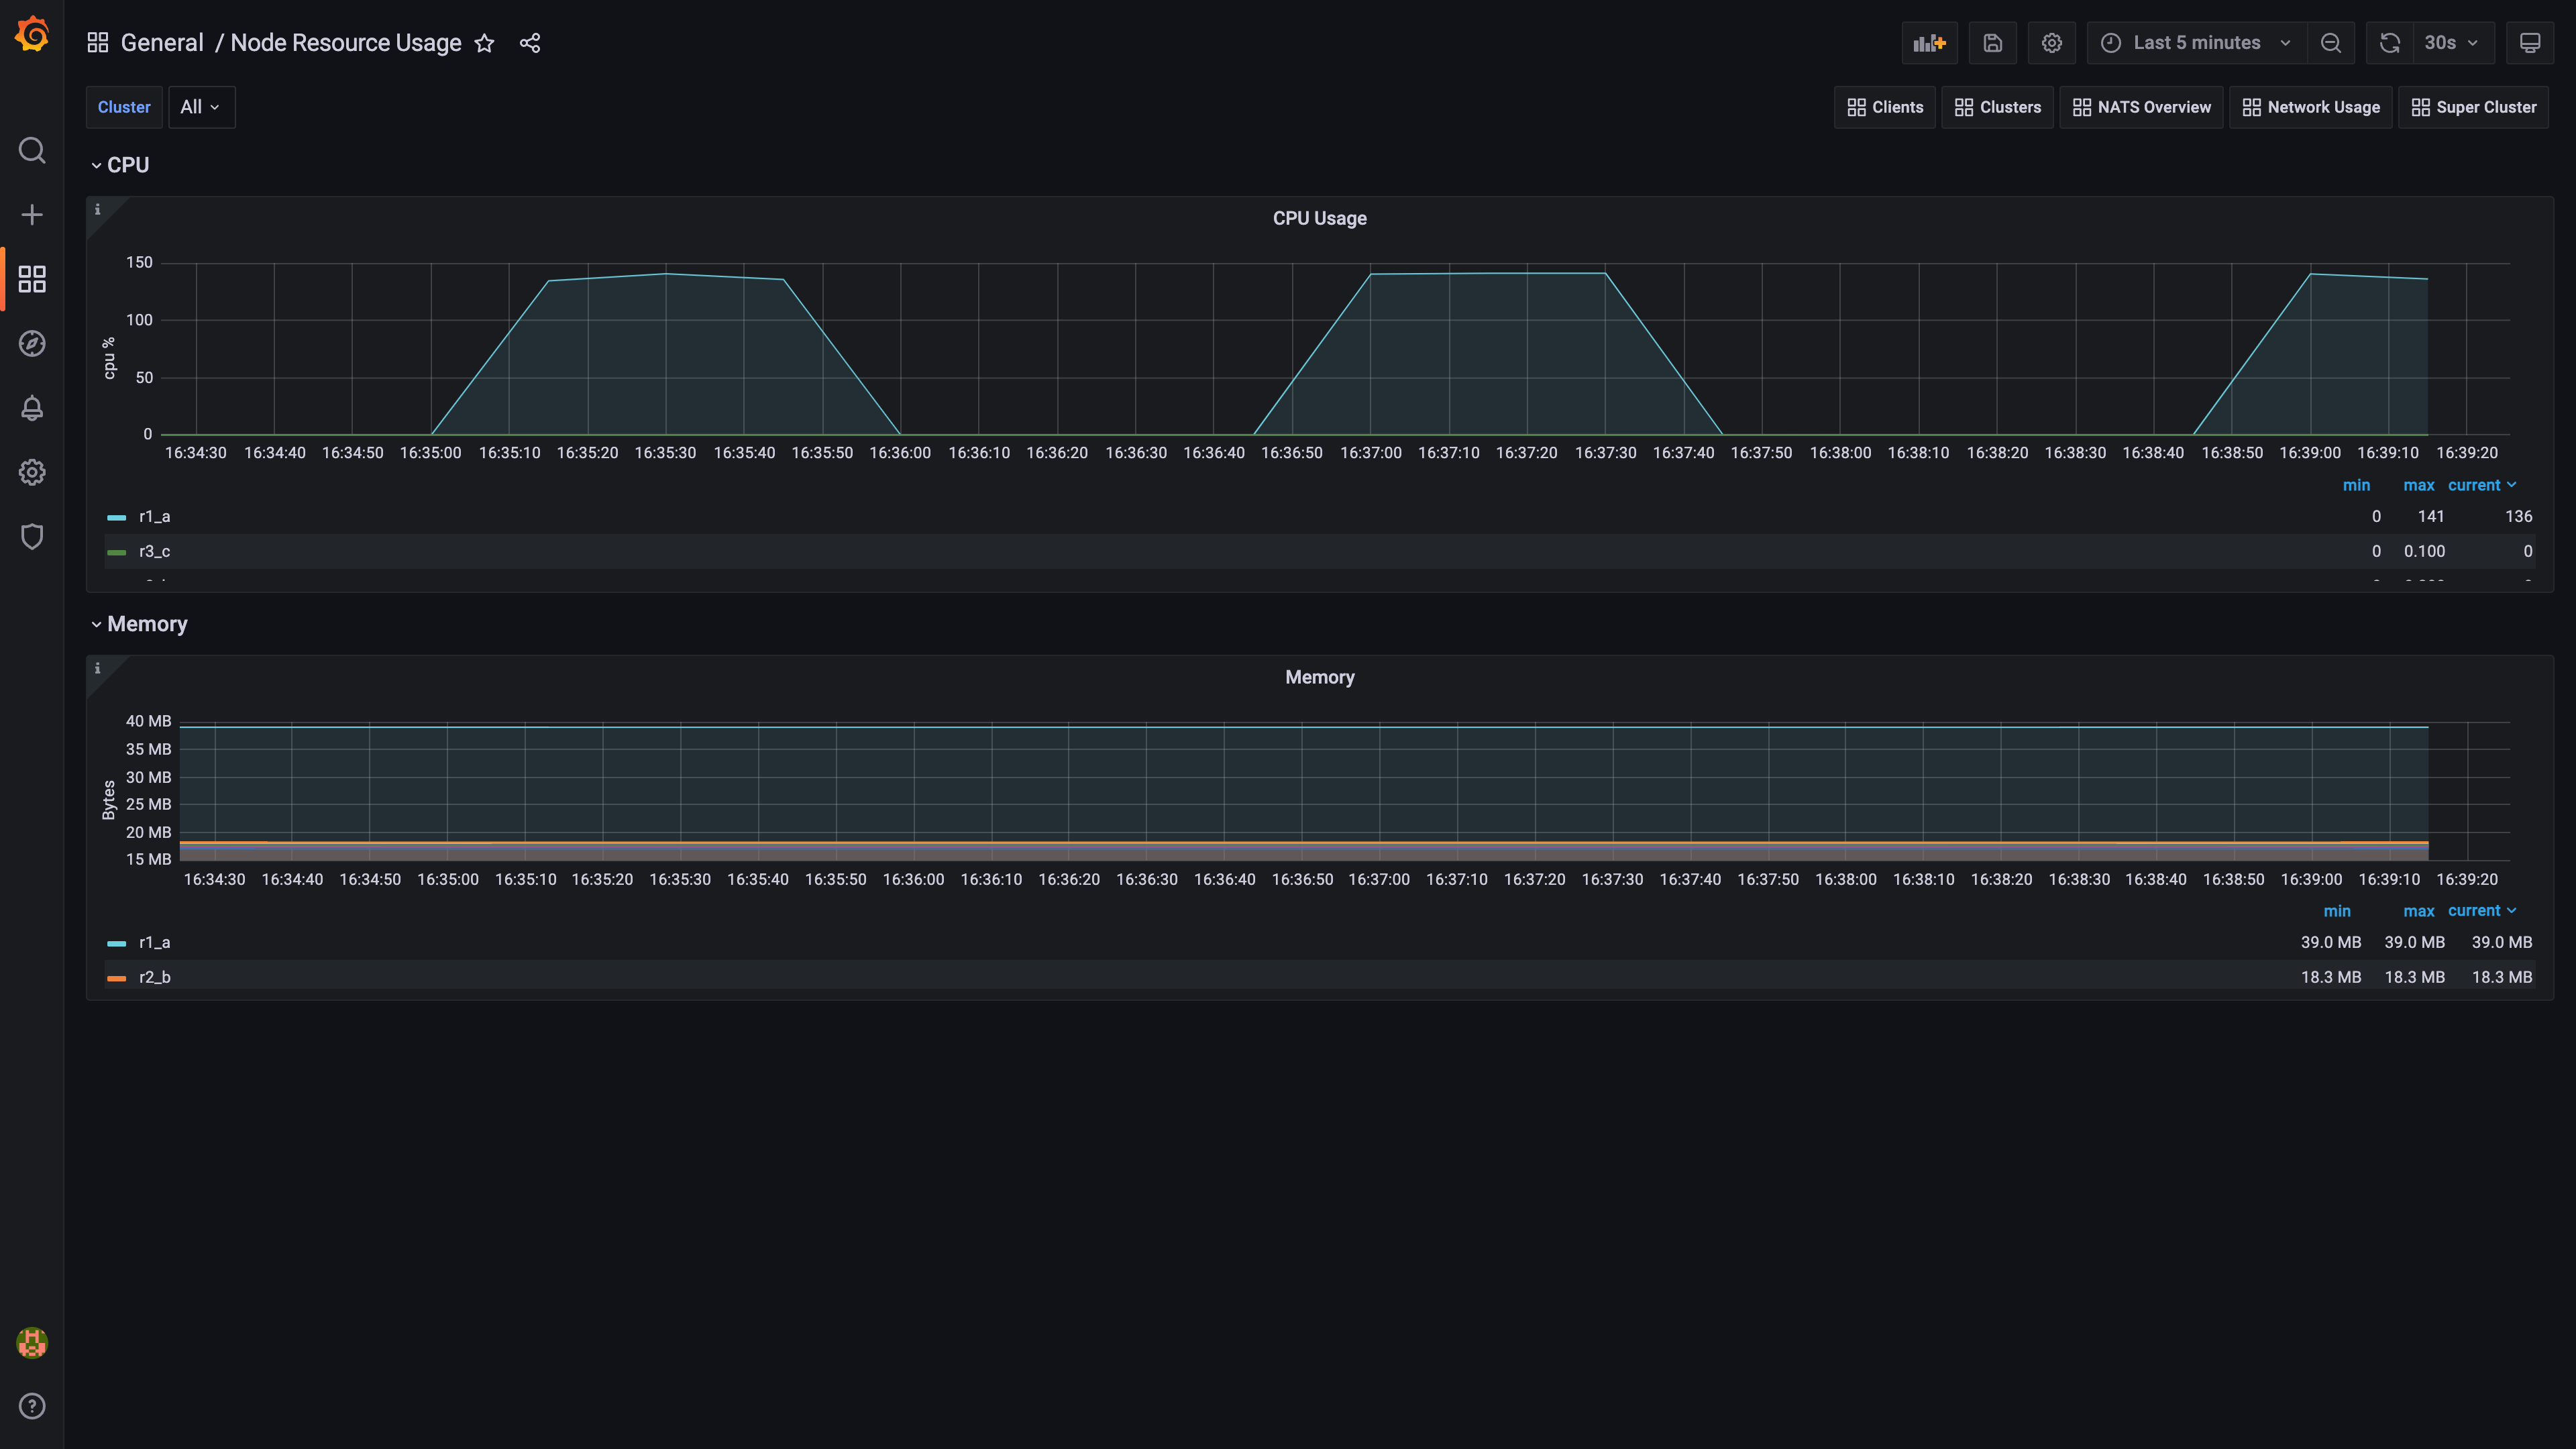 General / Node Resource Usage
Last 5 minutes
30s
Cluster All
Clients Clusters NATS Overview Network Usage Super Cluster
CPU
i
CPU Usage
150
100
50
0
cpu %
16:34:30 16:34:40 16:34:50 16:35:00 16:35:10 16:35:20 16:35:30 16:35:40 16:35:50 16:36:00 16:36:10 16:36:20 16:36:30 16:36:40 16:36:50 16:37:00 16:37:10 16:37:20 16:37:30 16:37:40 16:37:50 16:38:00 16:38:10 16:38:20 16:38:30 16:38:40 16:38:50 16:39:00 16:39:10 16:39:20
min max current
r1_a 0 141 136
r3_c 0 0.100 0
Memory
i
Memory
40 MB
35 MB
30 MB
25 MB
20 MB
15 MB
Bytes
16:34:30 16:34:40 16:34:50 16:35:00 16:35:10 16:35:20 16:35:30 16:35:40 16:35:50 16:36:00 16:36:10 16:36:20 16:36:30 16:36:40 16:36:50 16:37:00 16:37:10 16:37:20 16:37:30 16:37:40 16:37:50 16:38:00 16:38:10 16:38:20 16:38:30 16:38:40 16:38:50 16:39:00 16:39:10 16:39:20
min max current
r1_a 39.0 MB 39.0 MB 39.0 MB
r2_b 18.3 MB 18.3 MB 18.3 MB